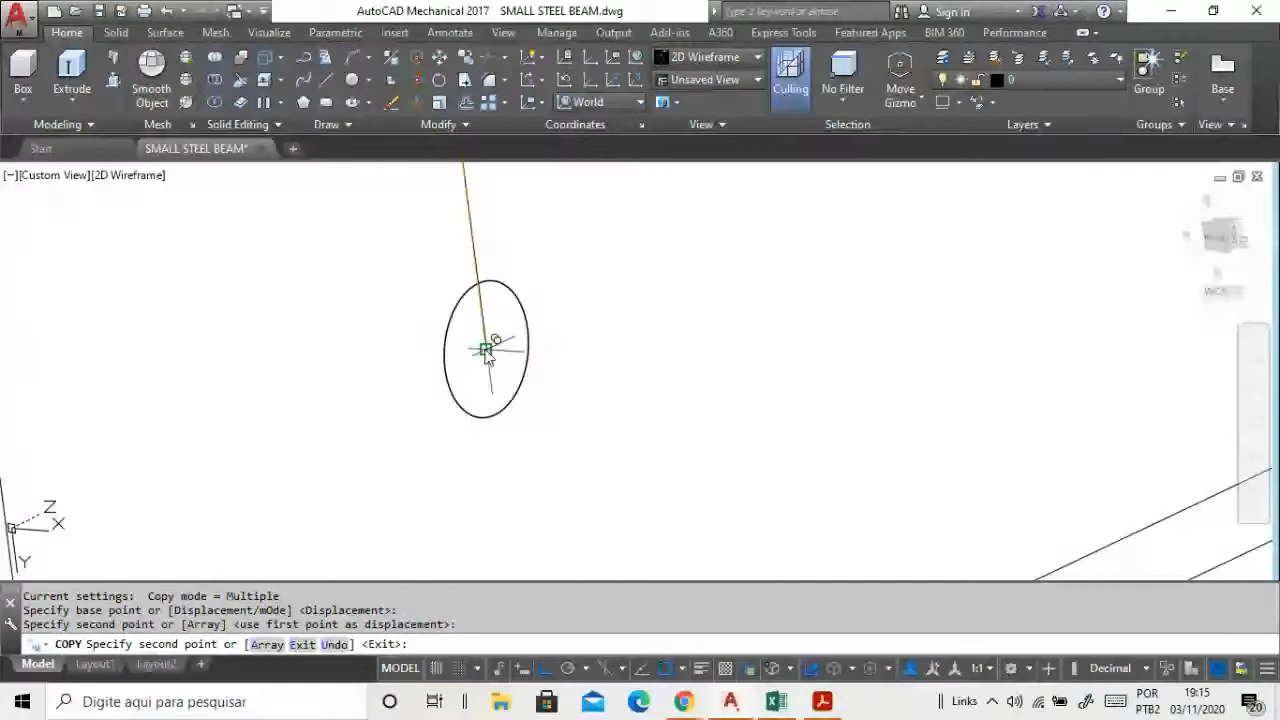 AutoCAD Mechanical 2017 SMALL STEEL BEAM.dwg
Type a keyword or phrase
Sign In
Home Solid Surface Mesh Visualize Parametric Insert Annotate View Manage Output Add-ins A360 Express Tools Featured Apps BIM 360 Performance
2D Wireframe
Unsaved View
World
0
Box Extrude Smooth Object Culling No Filter Move Gizmo Group Base
Modeling Mesh Solid Editing Draw Modify Coordinates View Selection Layers Groups View
Start SMALL STEEL BEAM*
[−][Custom View][2D Wireframe]
Z
X
Y
Current settings: Copy mode = Multiple
Specify base point or [Displacement/mOde] <Displacement>:
Specify second point or [Array] <use first point as displacement>:
COPY Specify second point or [Array Exit Undo] <Exit>:
Model Layout1 Layout2 +
MODEL 1:1 Decimal
Digite aqui para pesquisar
Links
POR
PTB2
19:15
03/11/2020
20